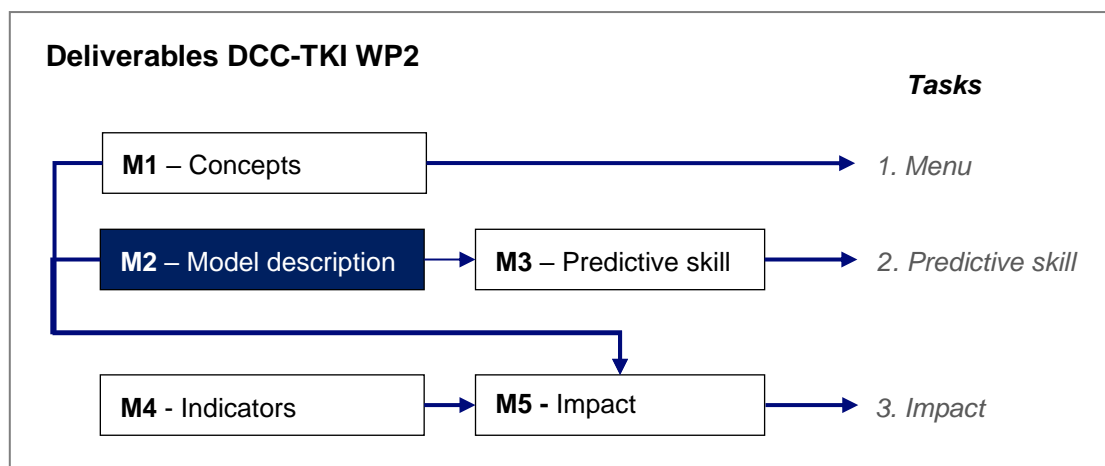 Deliverables DCC-TKI WP2
Tasks
M1 – Concepts
1. Menu
M2 – Model description
M3 – Predictive skill
2. Predictive skill
M4 - Indicators
M5 - Impact
3. Impact